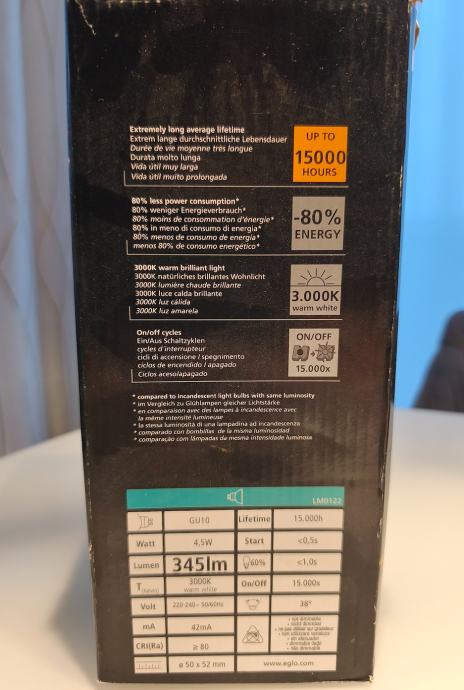 Extremely long average lifetime
Extrem lange durchschnittliche Lebensdauer
Durée de vie moyenne très longue
Durata molto lunga
Vida útil muy larga
Vida útil muito prolongada
UP TO
15000
HOURS
80% less power consumption*
80% weniger Energieverbrauch*
80% moins de consommation d'énergie*
80% in meno di consumo di energia*
80% menos de consumo de energía*
menos 80% de consumo energético*
-80%
ENERGY
3000K warm brilliant light
3000K natürliches brillantes Wohnlicht
3000K lumiére chaude brillante
3000K luce calda brillante
3000K luz cálida
3000K luz amarela
3.000K
warm white
On/off cycles
Ein/Aus Schaltzyklen
cycles d'interrupteur
cicli di accensione / spegnimento
ciclos de encendido / apagado
Ciclos aceso/apagado
ON/OFF
15.000x
* compared to incandescent light bulbs with same luminosity
* im Vergleich zu Glühlampen gleicher Lichtstärke
* en comparaison avec des lampes à incandescence avec
la même intensité lumineuse
* la stessa luminosità di una lampadina ad incandescenza
* comparado con bombillas de la misma luminosidad
* comparação com lâmpadas da mesma intensidade luminosa
LM0122
GU10 Lifetime 15.000h
Watt 4,5W Start <0,5s
Lumen 345lm 60% <1,0s
T(Kelvin) 3000K warm white On/Off 15.000x
Volt 220-240~ 50/60Hz 38°
mA 42mA
• not dimmable
• nicht dimmbar
CRI(Ra) ≥ 80
ø 50 x 52 mm www.eglo.com